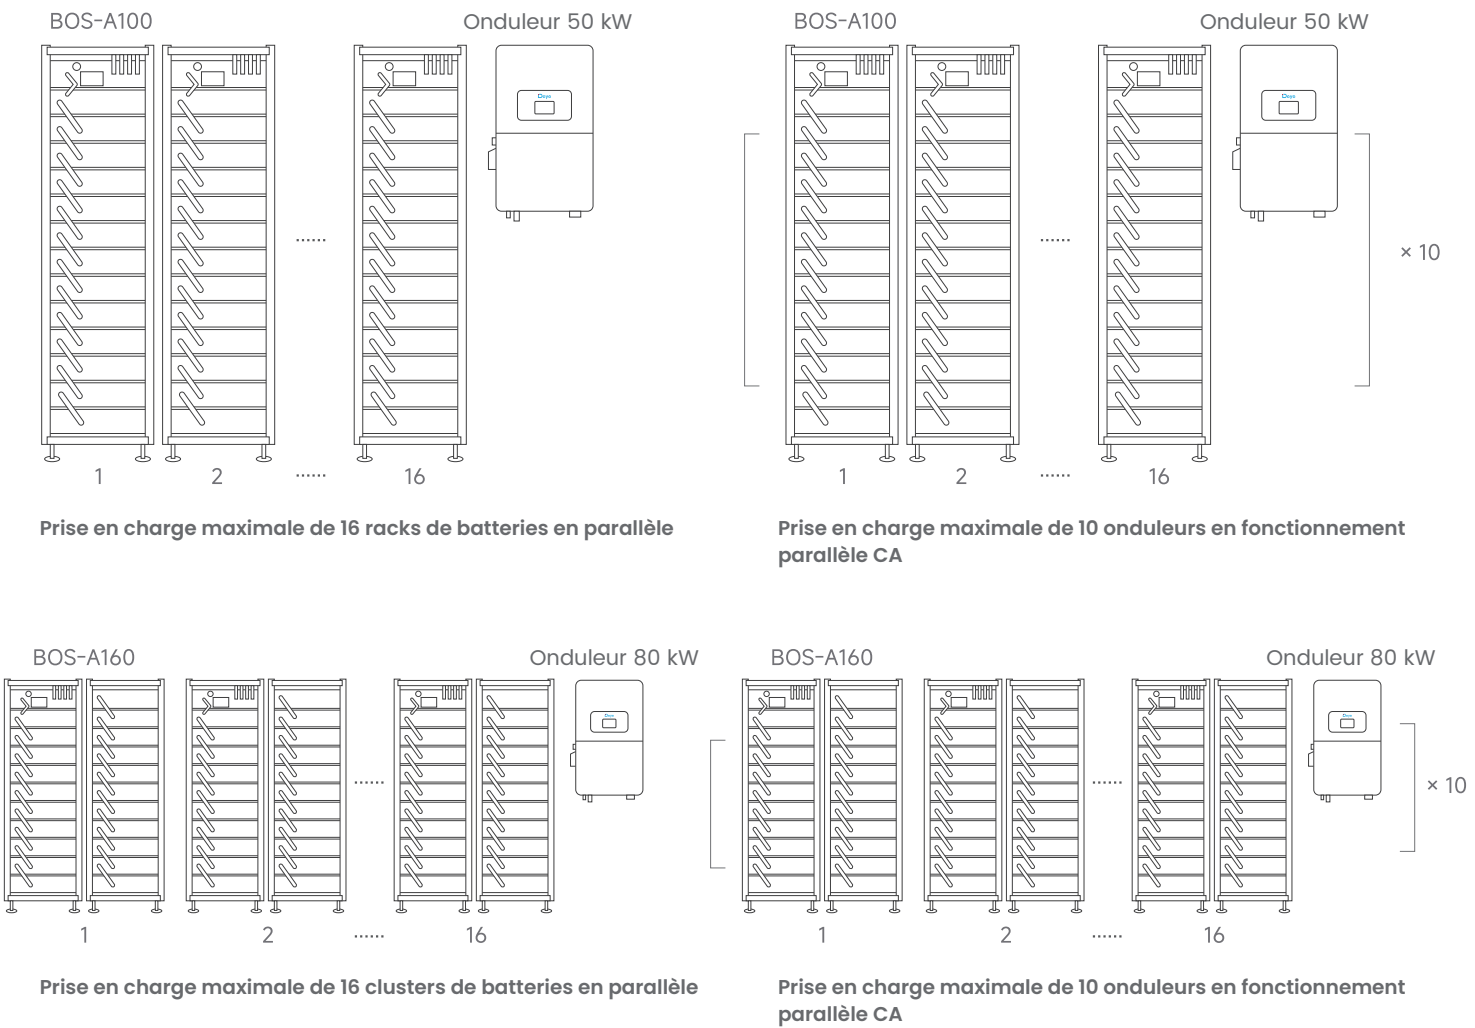 BOS-A100
Onduleur 50 kW
BOS-A100
Onduleur 50 kW
Deye
Deye
......
......
× 10
1
2
......
16
1
2
......
16
Prise en charge maximale de 16 racks de batteries en parallèle
Prise en charge maximale de 10 onduleurs en fonctionnement
parallèle CA
BOS-A160
Onduleur 80 kW
BOS-A160
Onduleur 80 kW
Deye
Deye
......
......
× 10
1
2
......
16
1
2
......
16
Prise en charge maximale de 16 clusters de batteries en parallèle
Prise en charge maximale de 10 onduleurs en fonctionnement
parallèle CA